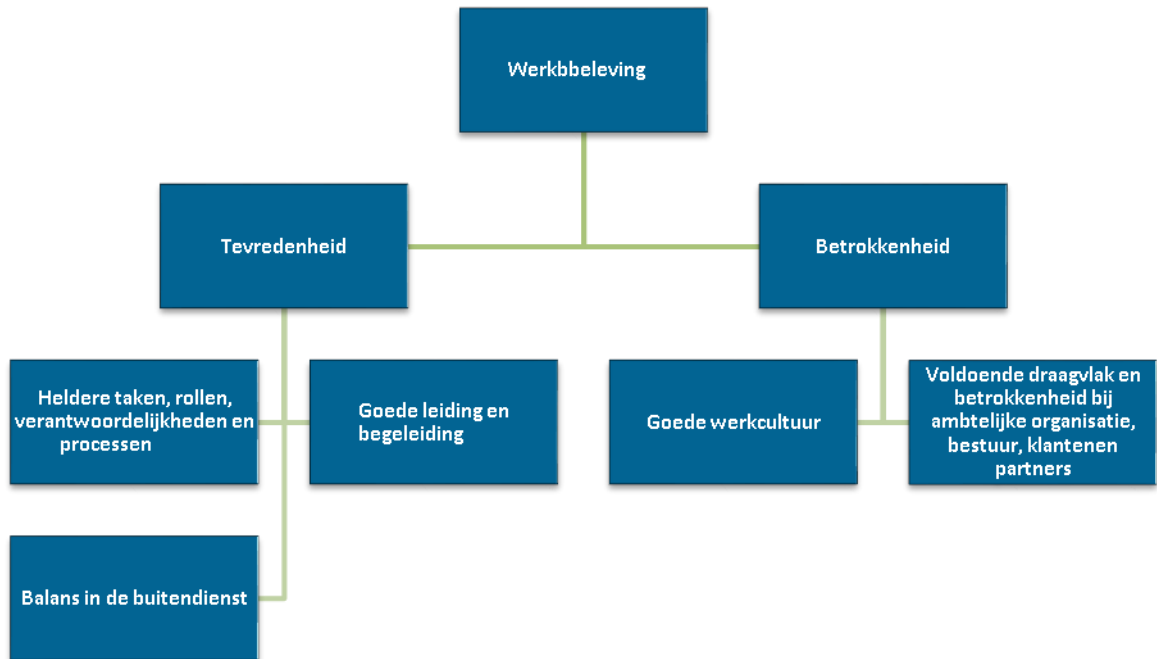 Werkbbeleving
Tevredenheid
Betrokkenheid
Heldere taken, rollen,
verantwoordelijkheden en
processen
Goede leiding en
begeleiding
Goede werkcultuur
Voldoende draagvlak en
betrokkenheid bij
ambtelijke organisatie,
bestuur, klantenen
partners
Balans in de buitendienst